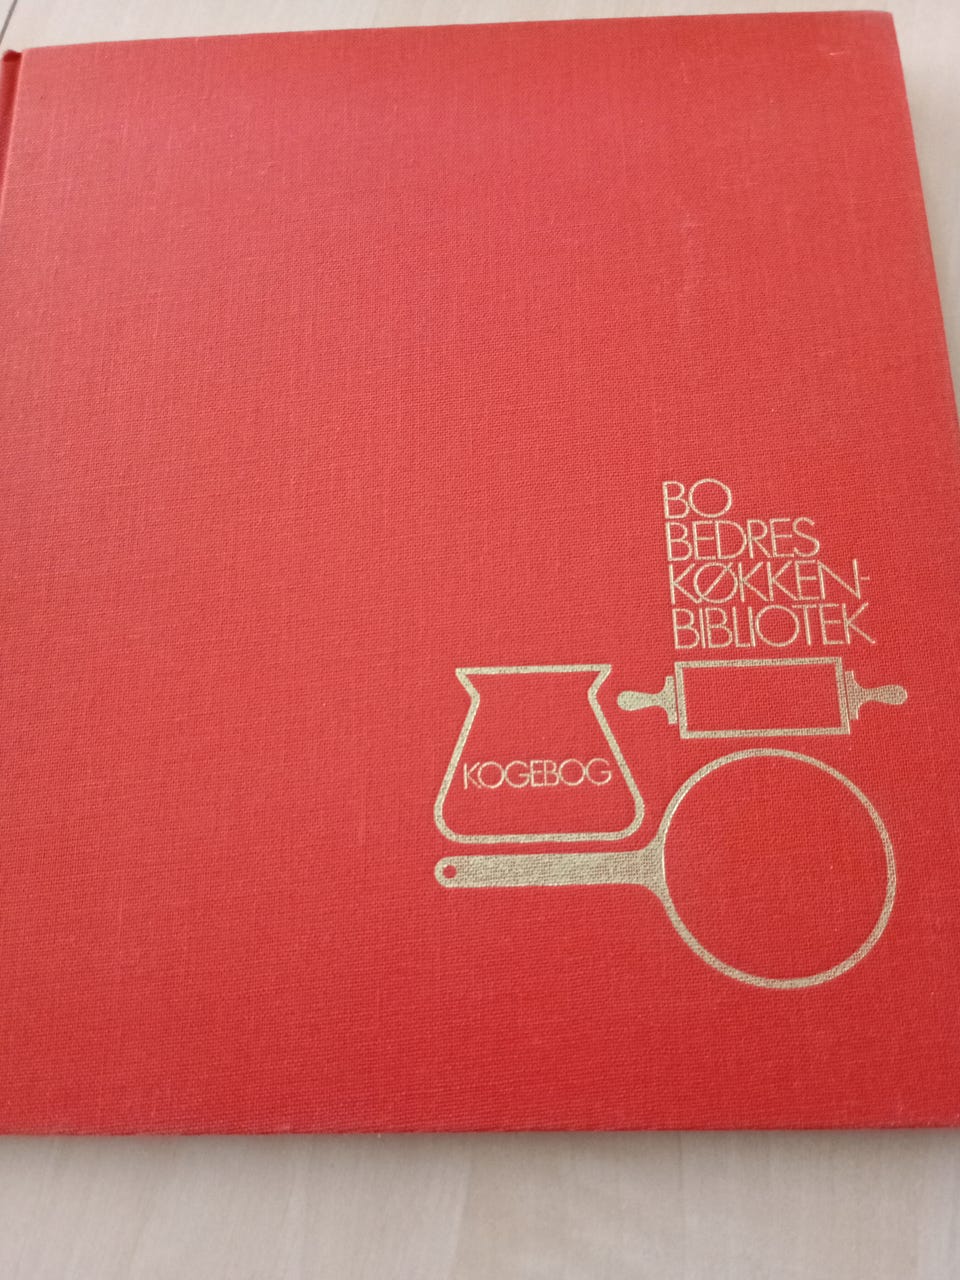 BO
BEDRES
KØKKEN-
BIBLIOTEK
KOGEBOG